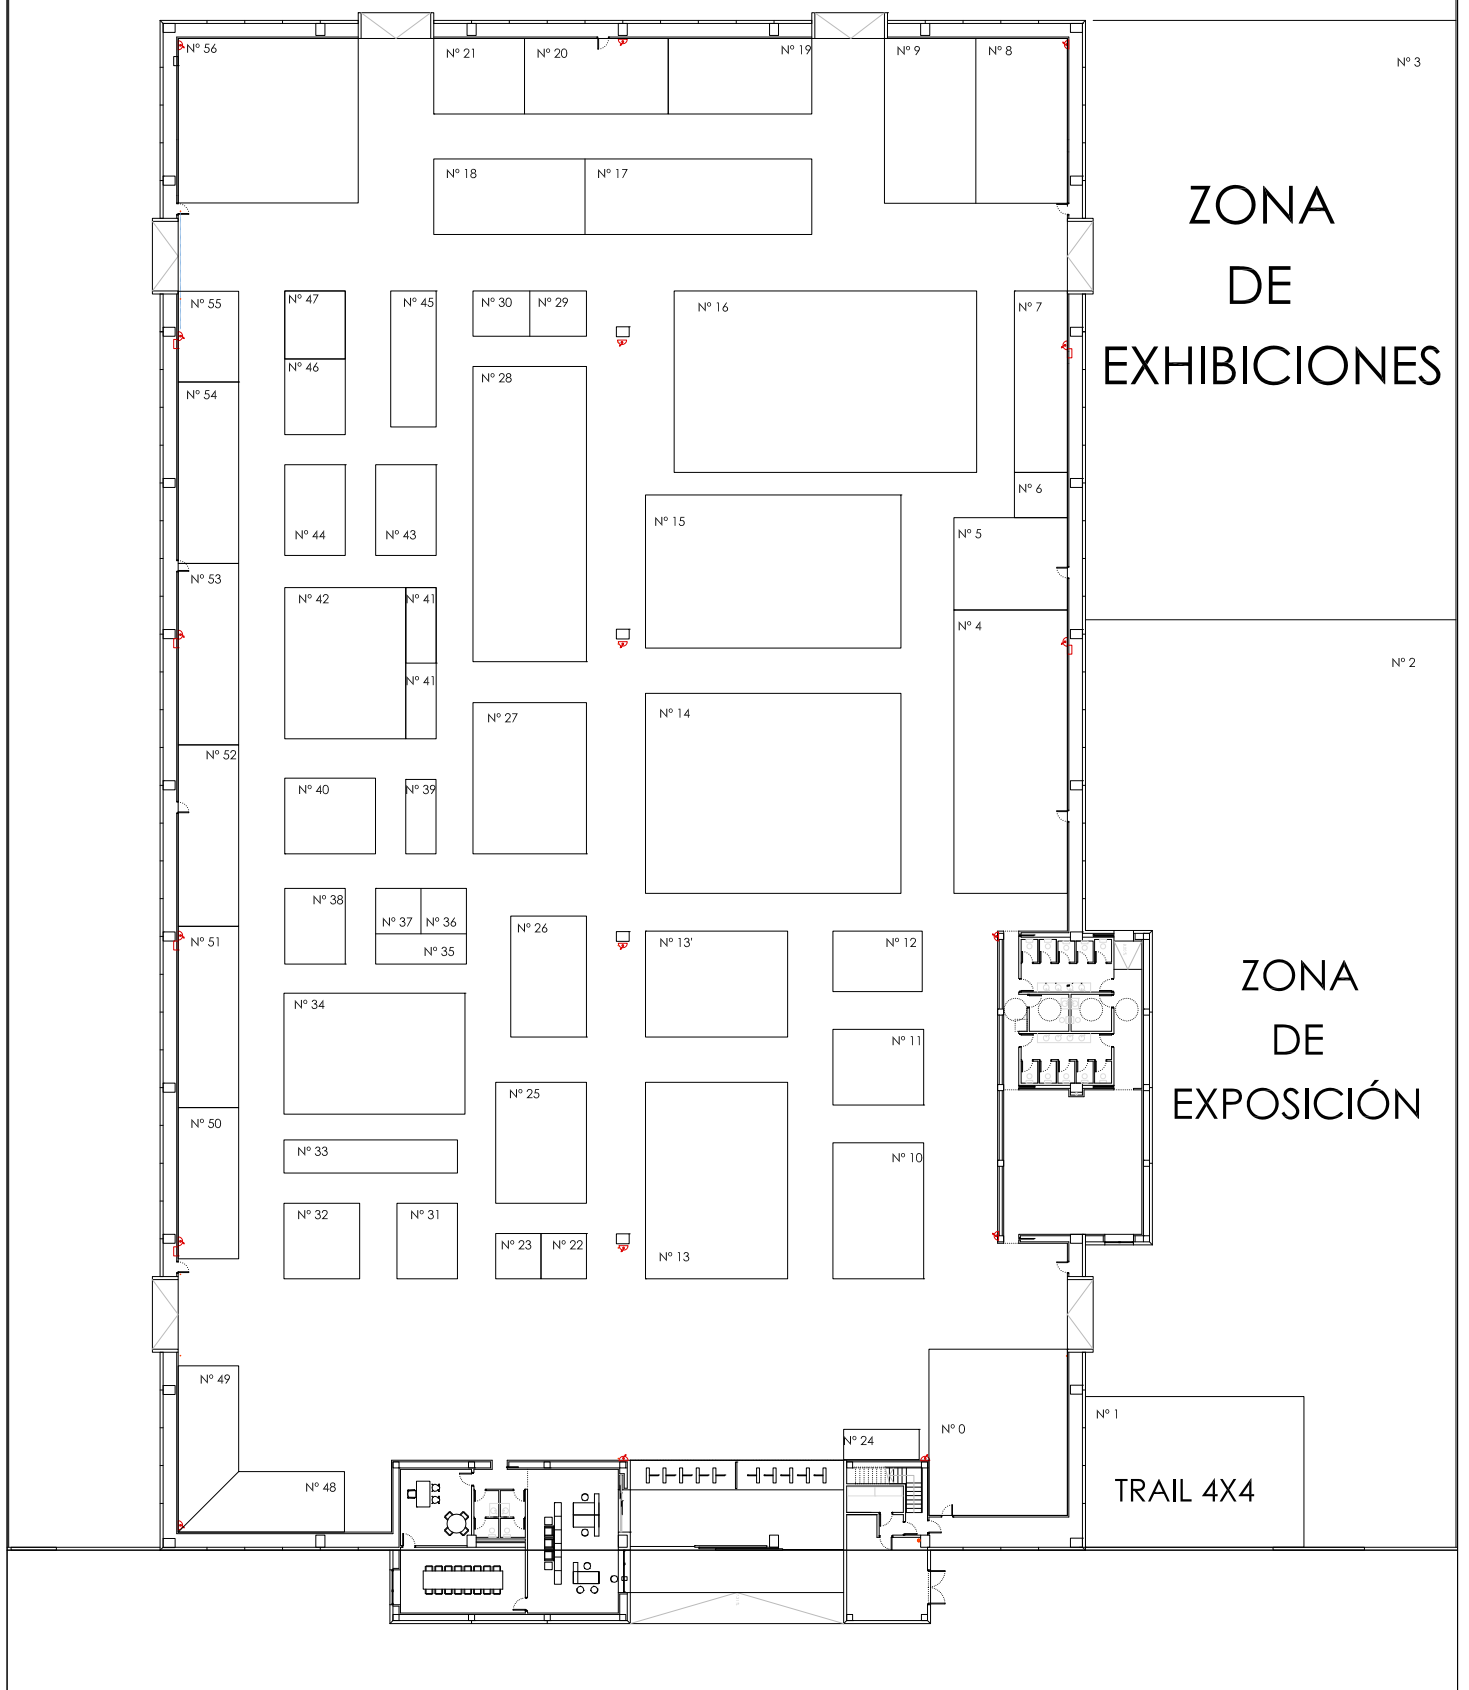 Nº 56
Nº 21
Nº 20
Nº 19
Nº 9
Nº 8
Nº 3
Nº 18
Nº 17
ZONA
DE
EXHIBICIONES
Nº 55
Nº 47
Nº 45
Nº 30
Nº 29
Nº 16
Nº 7
Nº 46
Nº 28
Nº 54
Nº 6
Nº 15
Nº 44
Nº 43
Nº 5
Nº 53
Nº 42
Nº 41
Nº 4
Nº 41
Nº 2
Nº 27
Nº 14
Nº 52
Nº 40
Nº 39
Nº 38
Nº 37
Nº 36
Nº 35
Nº 26
Nº 13'
Nº 12
Nº 51
ZONA
DE
EXPOSICIÓN
Nº 34
Nº 11
Nº 25
Nº 50
Nº 33
Nº 10
Nº 32
Nº 31
Nº 23
Nº 22
Nº 13
Nº 49
Nº 24
Nº 0
Nº 1
Nº 48
TRAIL 4X4